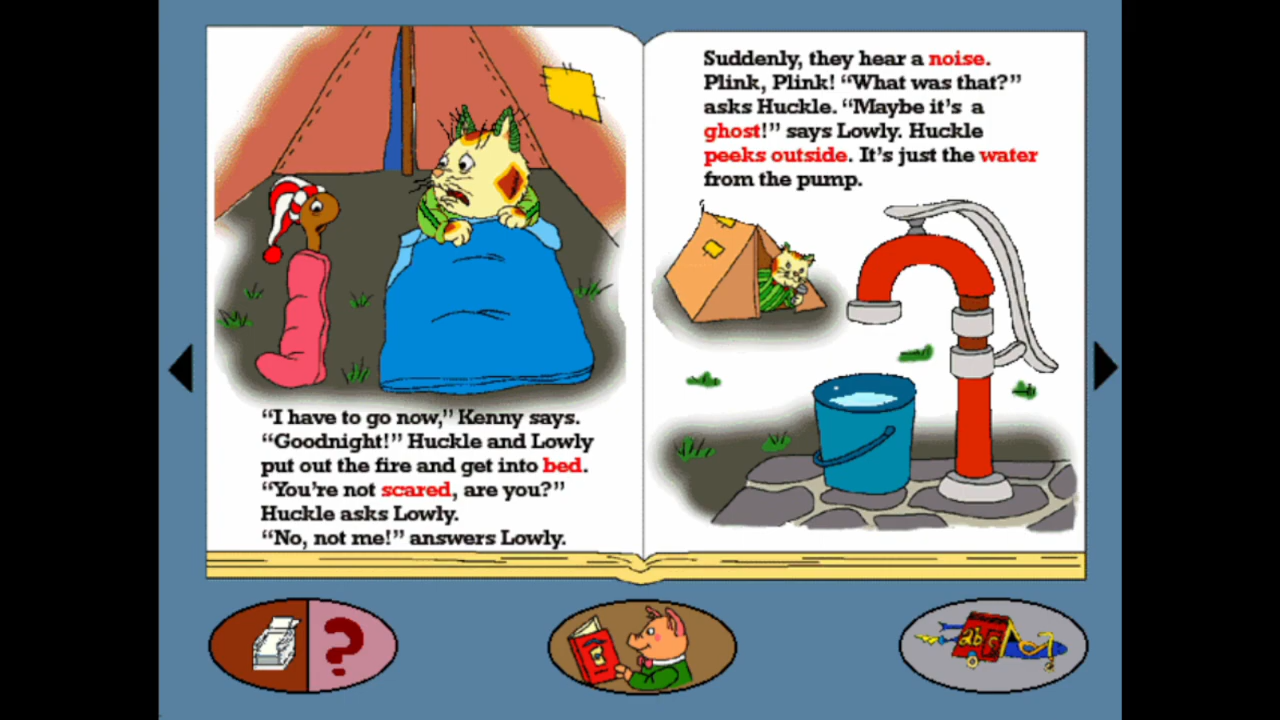 “I have to go now,” Kenny says.
“Goodnight!” Huckle and Lowly
put out the fire and get into bed.
“You’re not scared, are you?”
Huckle asks Lowly.
“No, not me!” answers Lowly.
Suddenly, they hear a noise.
Plink, Plink! “What was that?”
asks Huckle. “Maybe it’s a
ghost!” says Lowly. Huckle
peeks outside. It’s just the water
from the pump.
?
abc